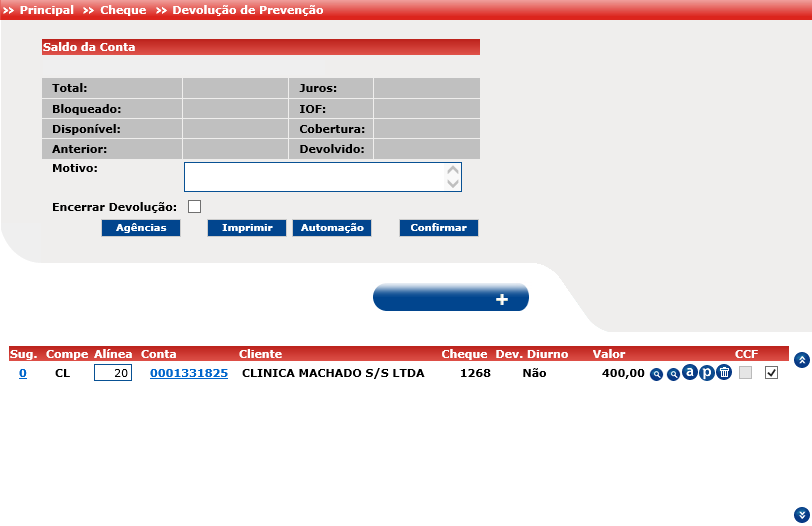 >> Principal >> Cheque >> Devolução de Prevenção
Saldo da Conta
Total: Juros:
Bloqueado: IOF:
Disponível: Cobertura:
Anterior: Devolvido:
Motivo:
Encerrar Devolução:
Agências Imprimir Automação Confirmar
+
Sug. Compe Alínea Conta Cliente Cheque Dev. Diurno Valor CCF
0 CL 20 0001331825 CLINICA MACHADO S/S LTDA 1268 Não 400,00 a p